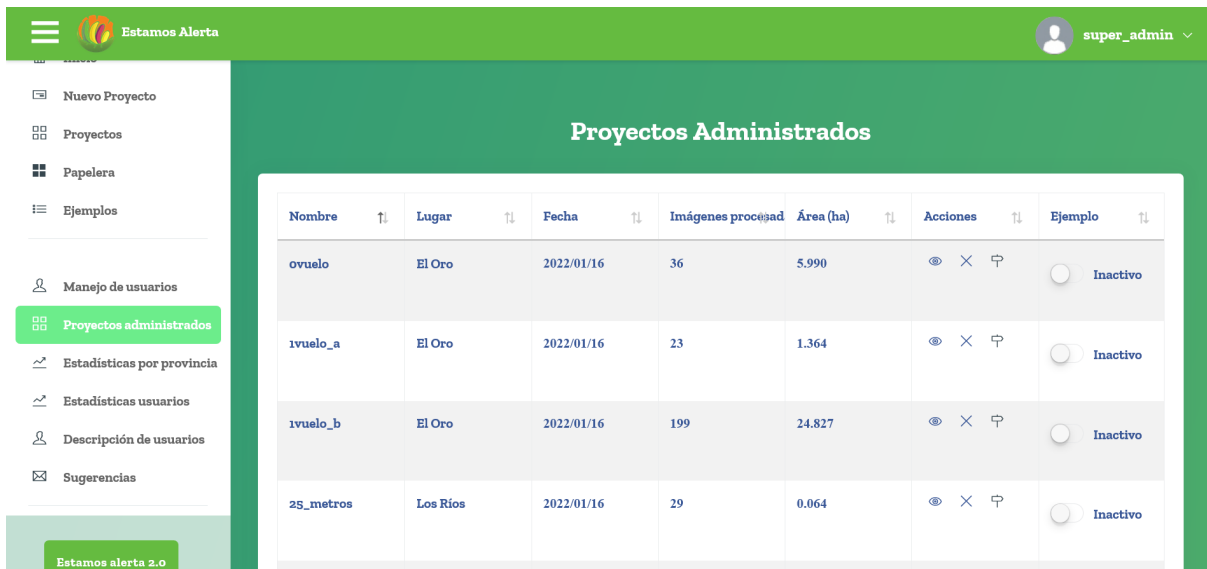 Estamos Alerta
super_admin
Nuevo Proyecto
Proyectos
Papelera
Ejemplos
Manejo de usuarios
Proyectos administrados
Estadísticas por provincia
Estadísticas usuarios
Descripción de usuarios
Sugerencias
Estamos alerta 2.0
Proyectos Administrados
Nombre Lugar Fecha Imágenes procesad Área (ha) Acciones Ejemplo
0vuelo El Oro 2022/01/16 36 5.990 Inactivo
1vuelo_a El Oro 2022/01/16 23 1.364 Inactivo
1vuelo_b El Oro 2022/01/16 199 24.827 Inactivo
25_metros Los Ríos 2022/01/16 29 0.064 Inactivo